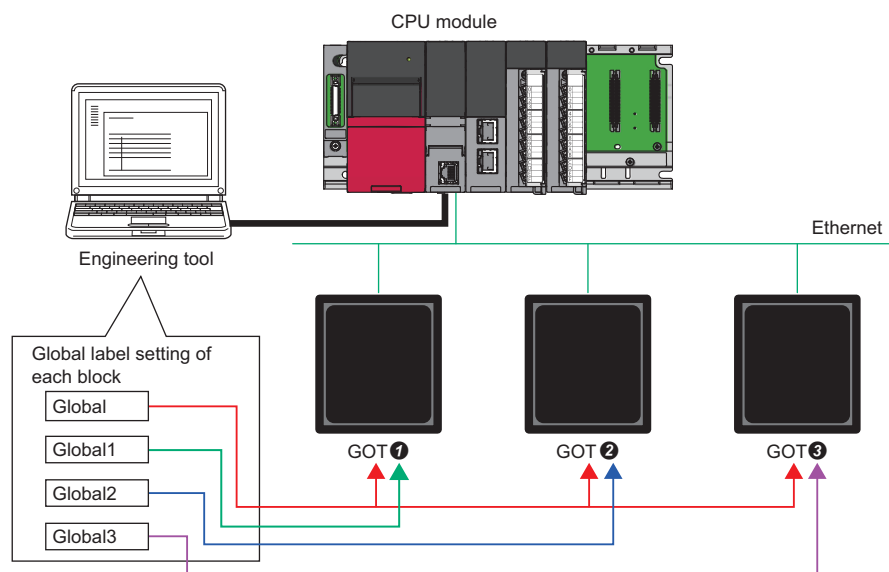 CPU module
Ethernet
Engineering tool
Global label setting of
each block
Global
Global1
Global2
Global3
GOT❶
GOT❷
GOT❸